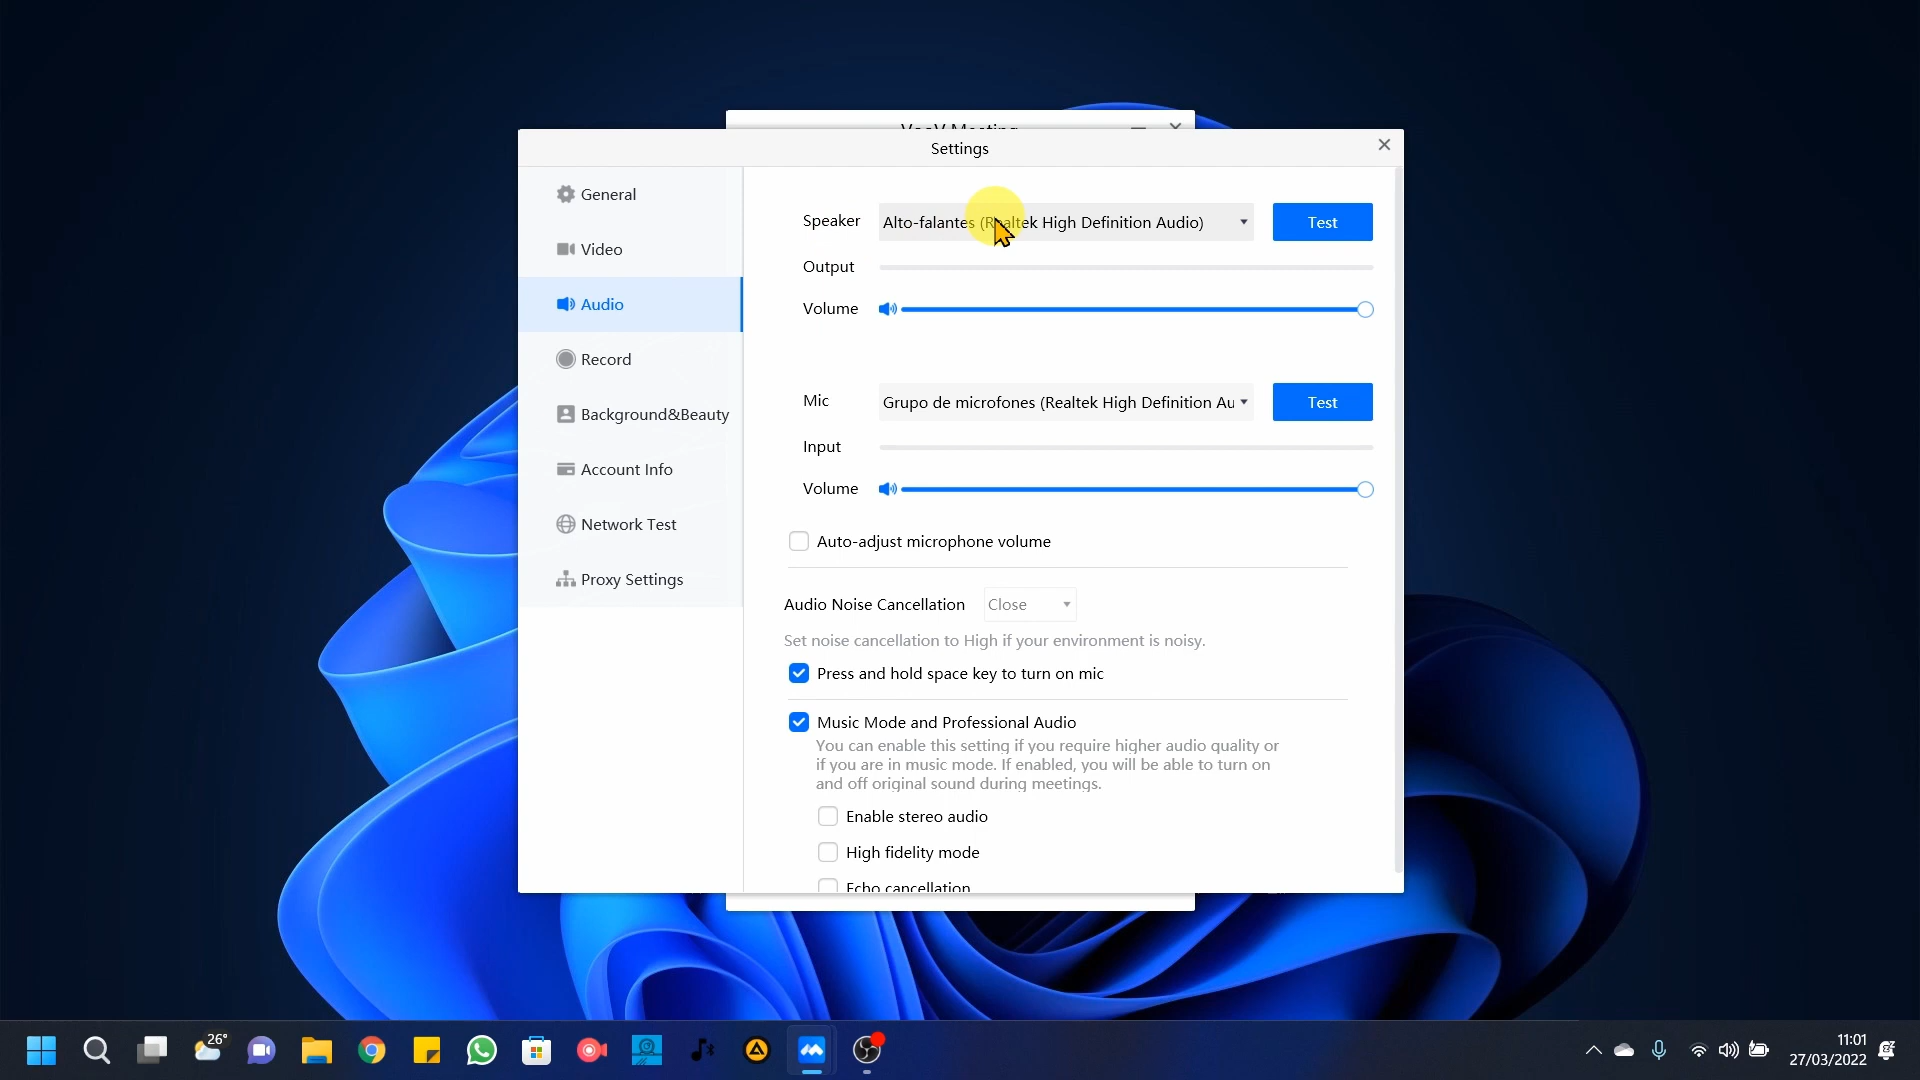 VooV Meeting
Settings
General
Video
Audio
Record
Background&Beauty
Account Info
Network Test
Proxy Settings
Speaker
Alto-falantes (Realtek High Definition Audio)
Test
Output
Volume
Mic
Grupo de microfones (Realtek High Definition Au
Test
Input
Volume
Auto-adjust microphone volume
Audio Noise Cancellation
Close
Set noise cancellation to High if your environment is noisy.
Press and hold space key to turn on mic
Music Mode and Professional Audio
You can enable this setting if you require higher audio quality or
if you are in music mode. If enabled, you will be able to turn on
and off original sound during meetings.
Enable stereo audio
High fidelity mode
Echo cancellation
26°
11:01
27/03/2022